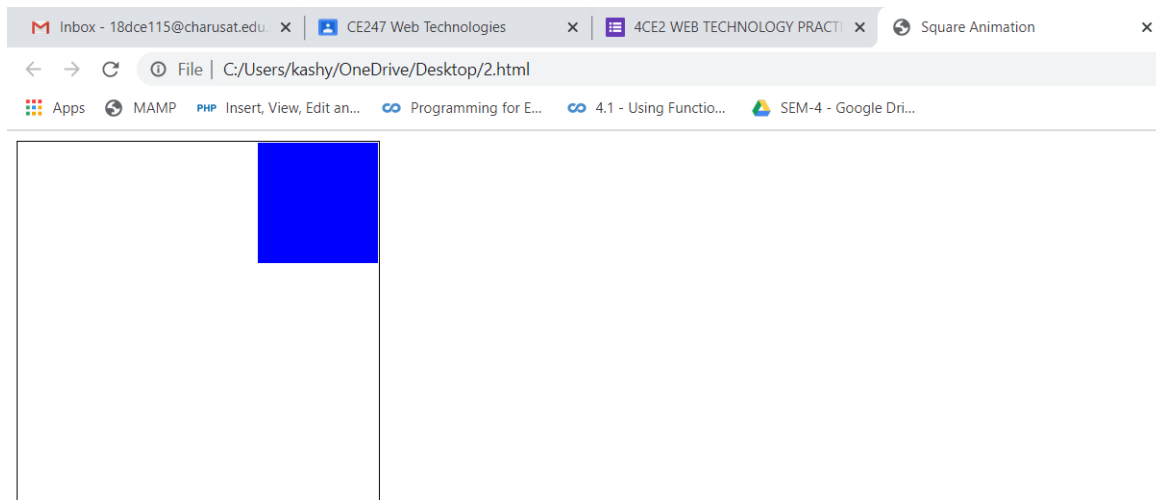 Inbox - 18dce115@charusat.edu. CE247 Web Technologies 4CE2 WEB TECHNOLOGY PRACTI Square Animation
File | C:/Users/kashy/OneDrive/Desktop/2.html
Apps MAMP PHP Insert, View, Edit an... Programming for E... 4.1 - Using Functio... SEM-4 - Google Dri...